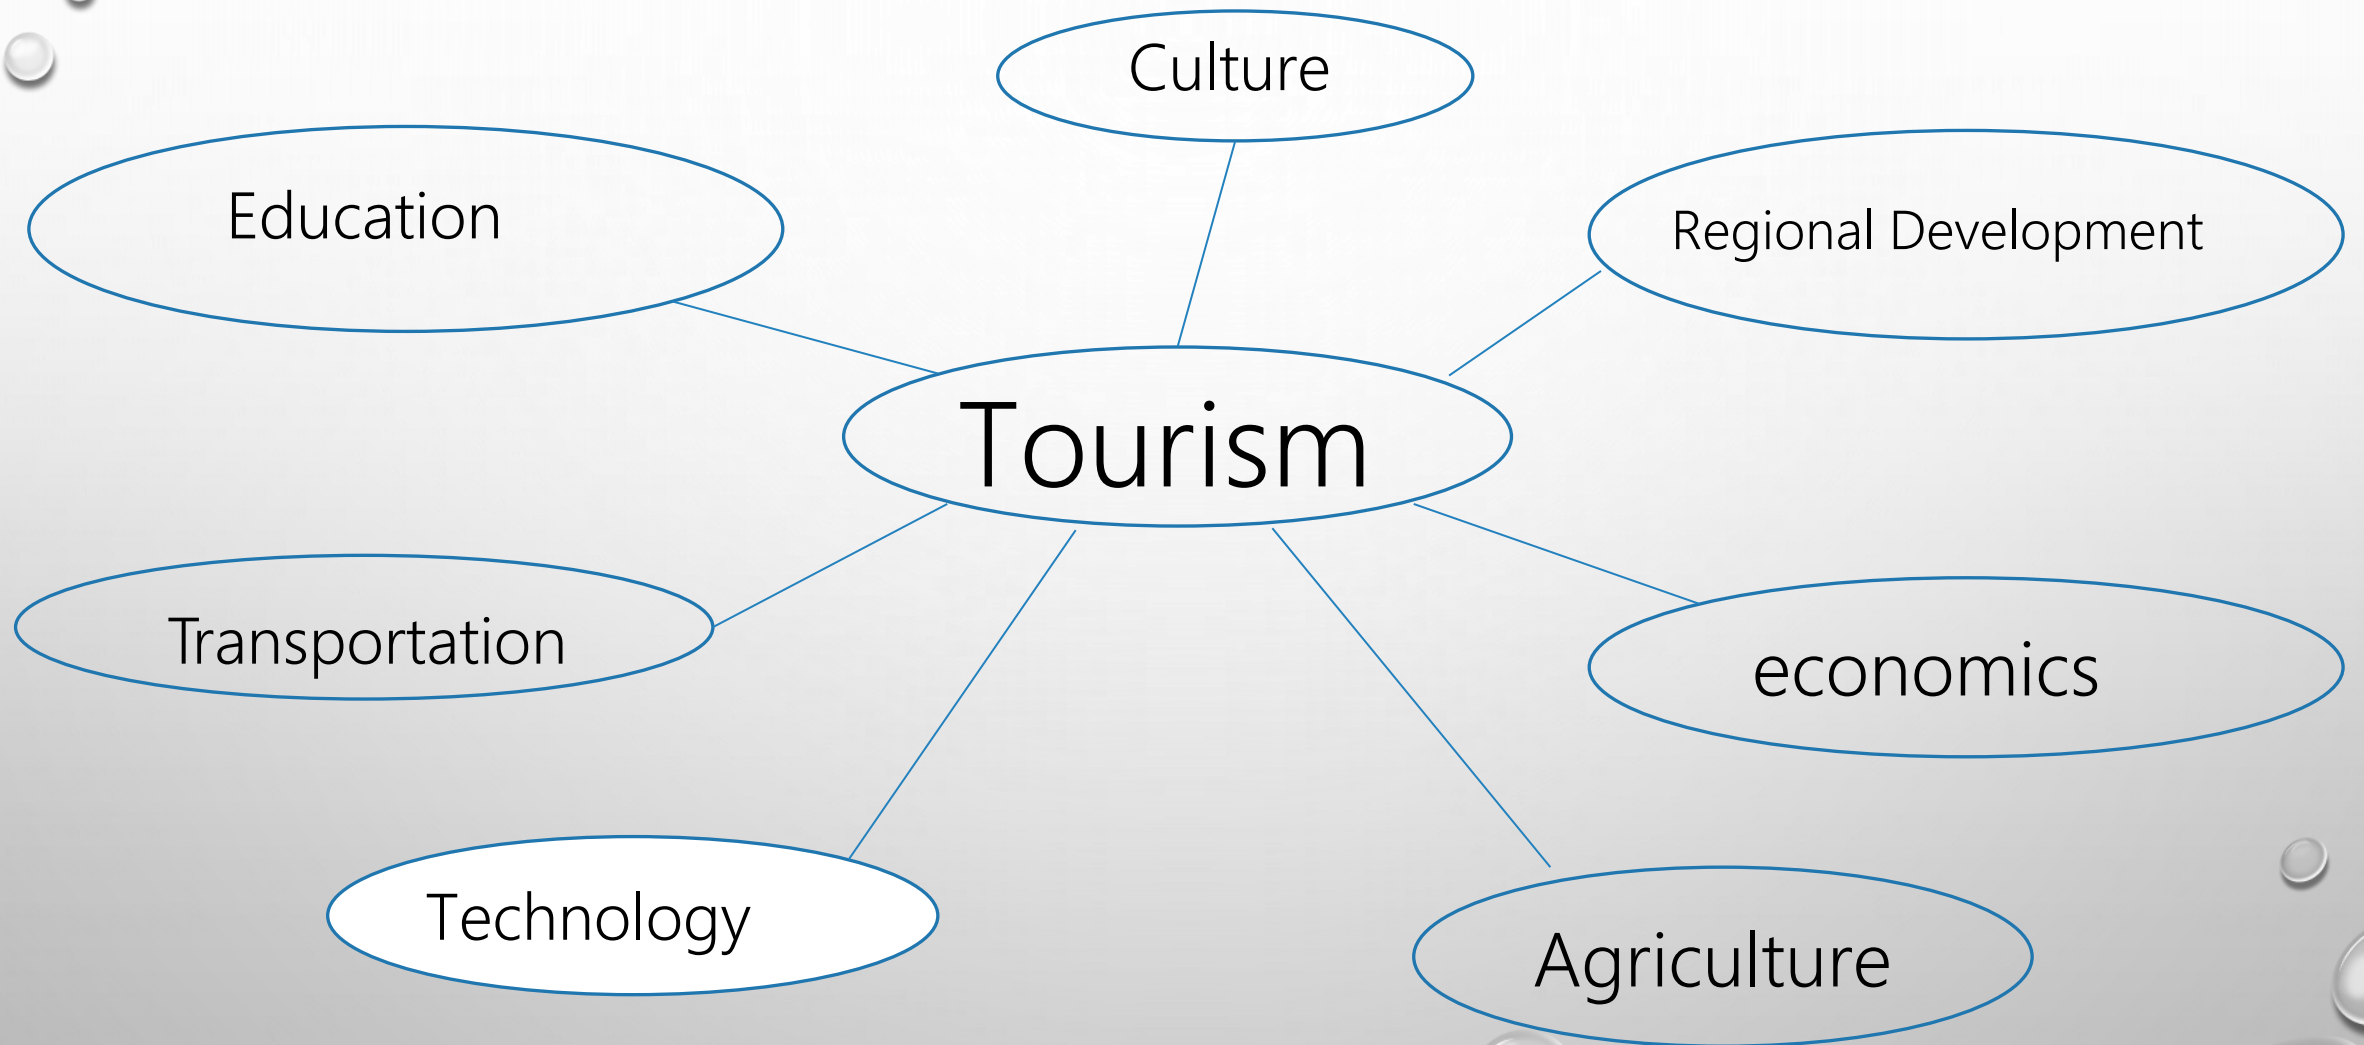 Culture
Education
Regional Development
Tourism
Transportation
economics
Technology
Agriculture